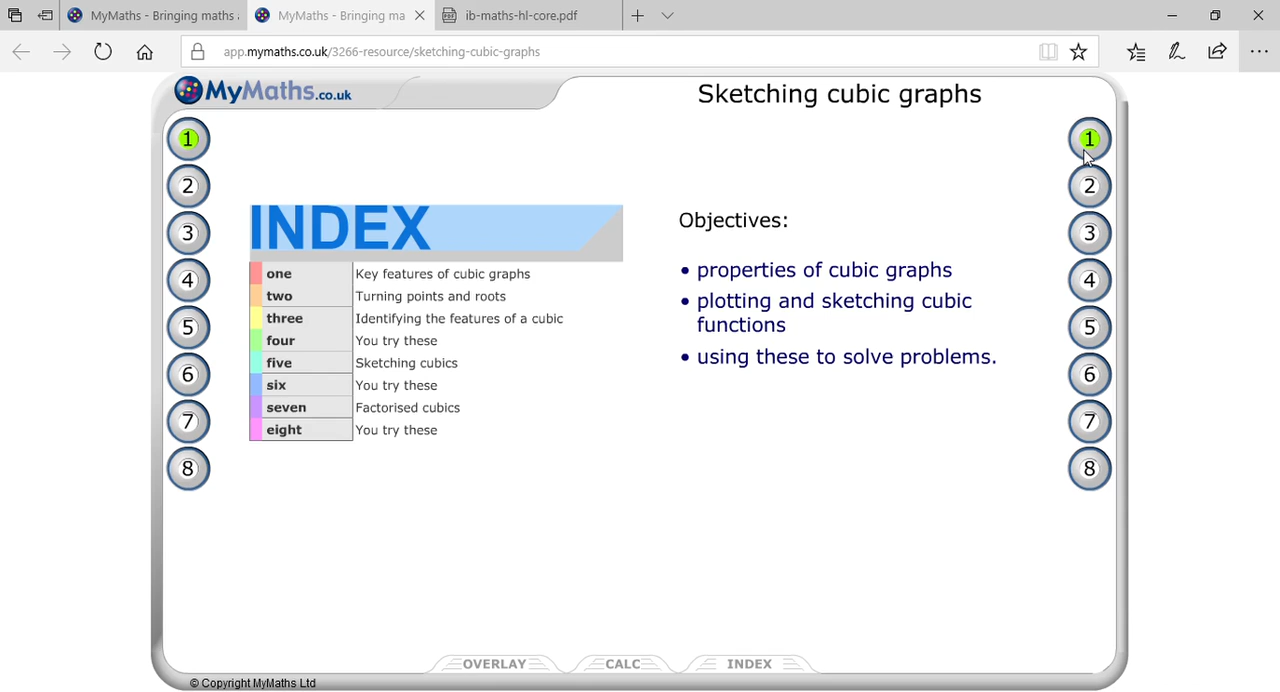 MyMaths - Bringing maths a
MyMaths - Bringing ma
ib-maths-hl-core.pdf
app.mymaths.co.uk/3266-resource/sketching-cubic-graphs
MyMaths.co.uk
Sketching cubic graphs
1
2
3
4
5
6
7
8
INDEX
one Key features of cubic graphs
two Turning points and roots
three Identifying the features of a cubic
four You try these
five Sketching cubics
six You try these
seven Factorised cubics
eight You try these
Objectives:
• properties of cubic graphs
• plotting and sketching cubic
functions
• using these to solve problems.
1
2
3
4
5
6
7
8
OVERLAY CALC INDEX
© Copyright MyMaths Ltd